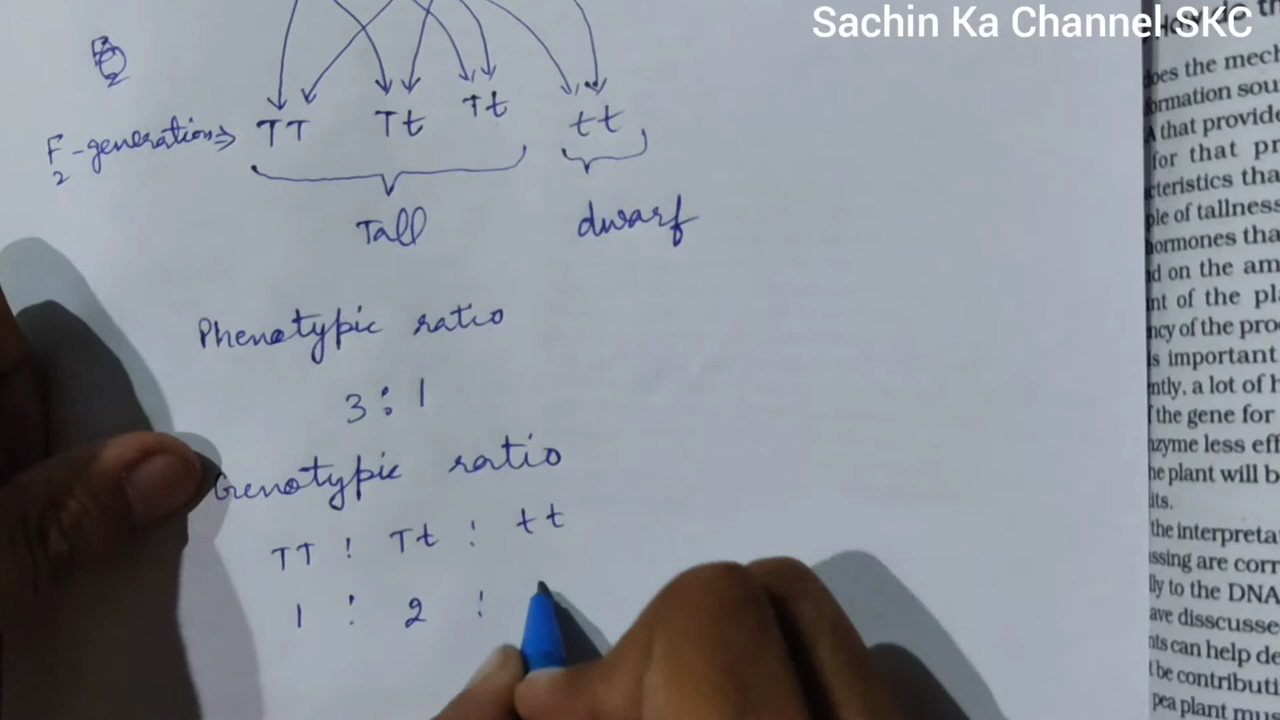 Sachin Ka Channel SKC
TT Tt Tt tt
F2-generation ⇒
Tall dwarf
Phenotypic ratio
3 : 1
Genotypic ratio
TT : Tt : tt
1 : 2 :
does the mech
formation sou
A that provide
for that pr
cteristics tha
ple of tallness
hormones tha
d on the am
nt of the pl
ncy of the pro
is important
ntly, a lot of h
f the gene for
nzyme less eff
he plant will b
its.
the interpreta
ssing are corr
lly to the DNA
ave disscusse
nts can help de
t be contributi
pea plant mus